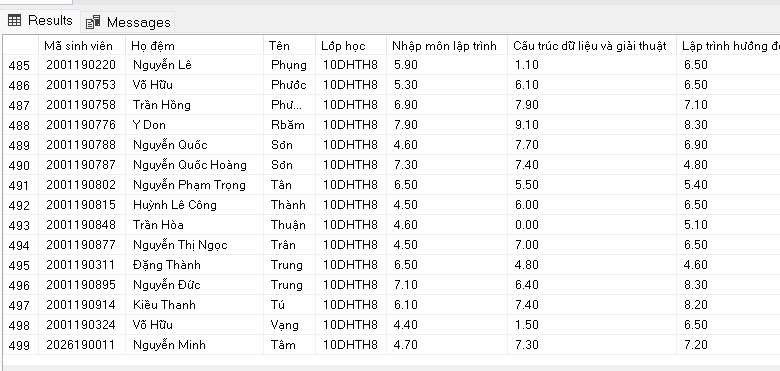 Results Messages
Mã sinh viên Họ đệm Tên Lớp học Nhập môn lập trình Cấu trúc dữ liệu và giải thuật Lập trình hướng đ
485 2001190220 Nguyễn Lê Phụng 10DHTH8 5.90 1.10 6.50
486 2001190753 Võ Hữu Phước 10DHTH8 5.30 6.10 6.50
487 2001190758 Trần Hồng Phư... 10DHTH8 6.90 7.90 7.10
488 2001190776 Y Don Rbăm 10DHTH8 7.90 9.10 8.30
489 2001190788 Nguyễn Quốc Sơn 10DHTH8 4.60 7.70 6.90
490 2001190787 Nguyễn Quốc Hoàng Sơn 10DHTH8 7.30 7.40 4.80
491 2001190802 Nguyễn Phạm Trọng Tân 10DHTH8 6.50 5.50 5.40
492 2001190815 Huỳnh Lê Công Thành 10DHTH8 4.50 6.00 6.50
493 2001190848 Trần Hòa Thuận 10DHTH8 4.60 0.00 5.10
494 2001190877 Nguyễn Thị Ngọc Trân 10DHTH8 4.50 7.00 6.50
495 2001190311 Đặng Thành Trung 10DHTH8 6.50 4.80 4.60
496 2001190895 Nguyễn Đức Trung 10DHTH8 7.10 6.40 8.30
497 2001190914 Kiều Thanh Tú 10DHTH8 6.10 7.40 8.20
498 2001190324 Võ Hữu Vạng 10DHTH8 4.40 1.50 6.50
499 2026190011 Nguyễn Minh Tâm 10DHTH8 4.70 7.30 7.20